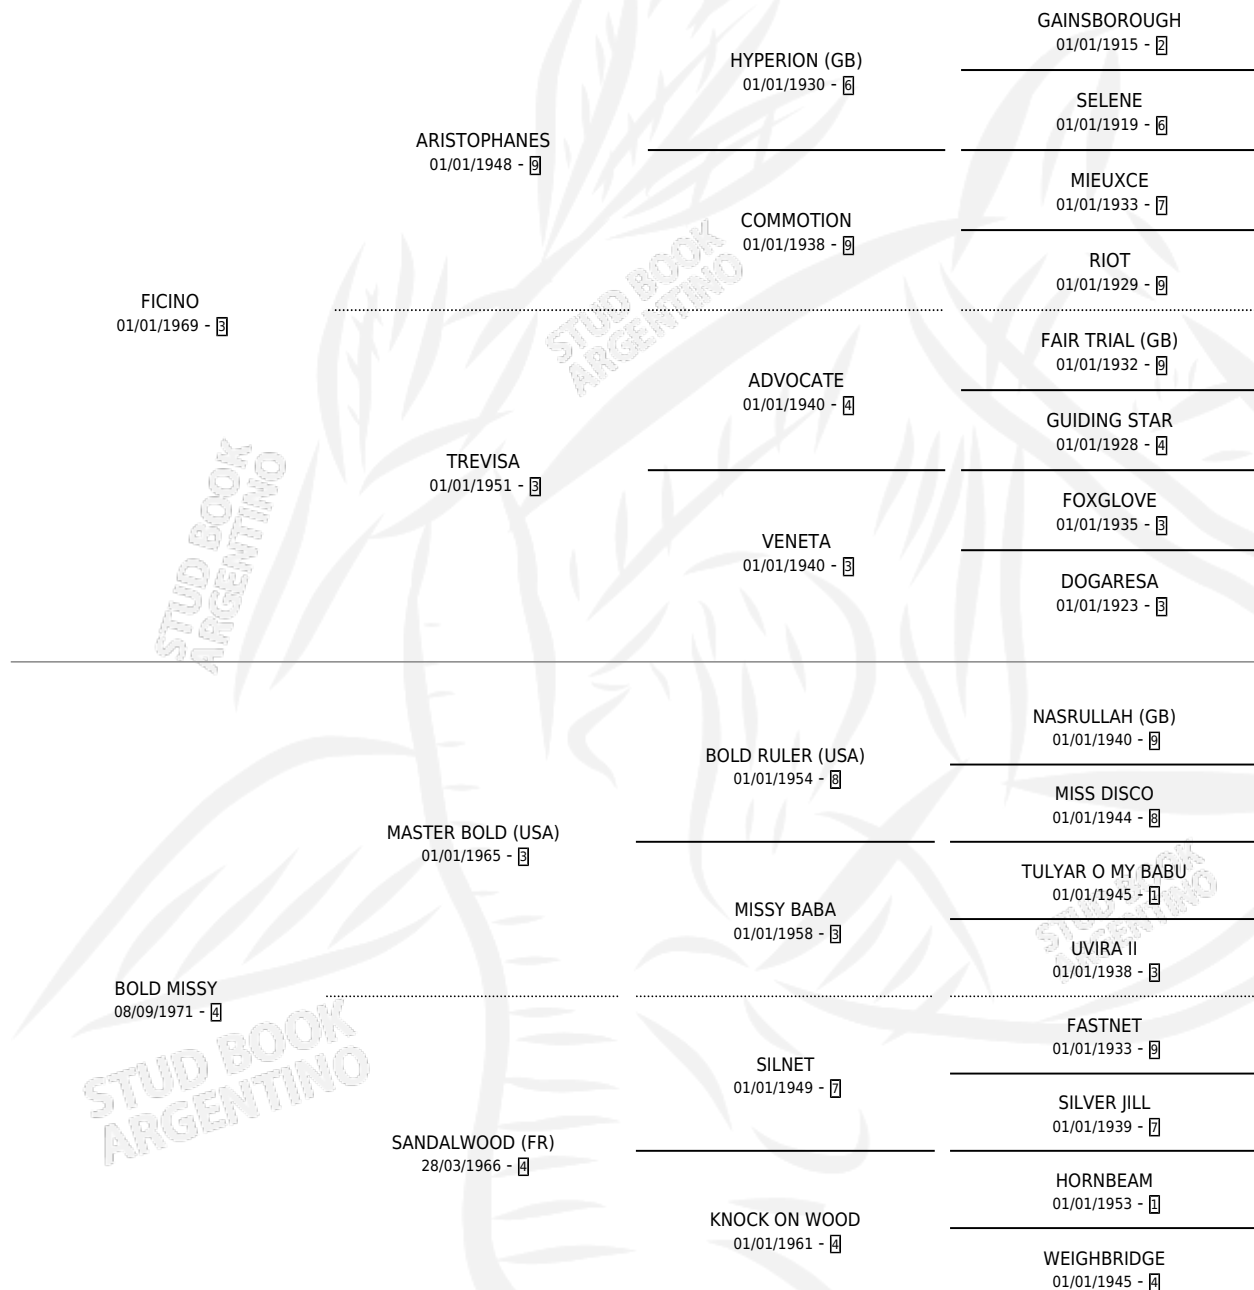 GAINSBOROUGH
01/01/1915 - 2
HYPERION (GB)
01/01/1930 - 6
SELENE
01/01/1919 - 6
ARISTOPHANES
01/01/1948 - 9
MIEUXCE
01/01/1933 - 7
COMMOTION
01/01/1938 - 9
RIOT
01/01/1929 - 9
FICINO
01/01/1969 - 3
FAIR TRIAL (GB)
01/01/1932 - 9
ADVOCATE
01/01/1940 - 4
GUIDING STAR
01/01/1928 - 4
TREVISA
01/01/1951 - 3
FOXGLOVE
01/01/1935 - 3
VENETA
01/01/1940 - 3
DOGARESA
01/01/1923 - 3
STUD BOOK
ARGENTINO
STUD BOOK
ARGENTINO
NASRULLAH (GB)
01/01/1940 - 9
BOLD RULER (USA)
01/01/1954 - 8
MISS DISCO
01/01/1944 - 8
MASTER BOLD (USA)
01/01/1965 - 3
TULYAR O MY BABU
01/01/1945 - 1
MISSY BABA
01/01/1958 - 3
UVIRA II
01/01/1938 - 3
STUD BOOK
ARGENTINO
BOLD MISSY
08/09/1971 - 4
FASTNET
01/01/1933 - 9
SILNET
01/01/1949 - 7
SILVER JILL
01/01/1939 - 7
SANDALWOOD (FR)
28/03/1966 - 4
HORNBEAM
01/01/1953 - 1
KNOCK ON WOOD
01/01/1961 - 4
WEIGHBRIDGE
01/01/1945 - 4
STUD BOOK
ARGENTINO